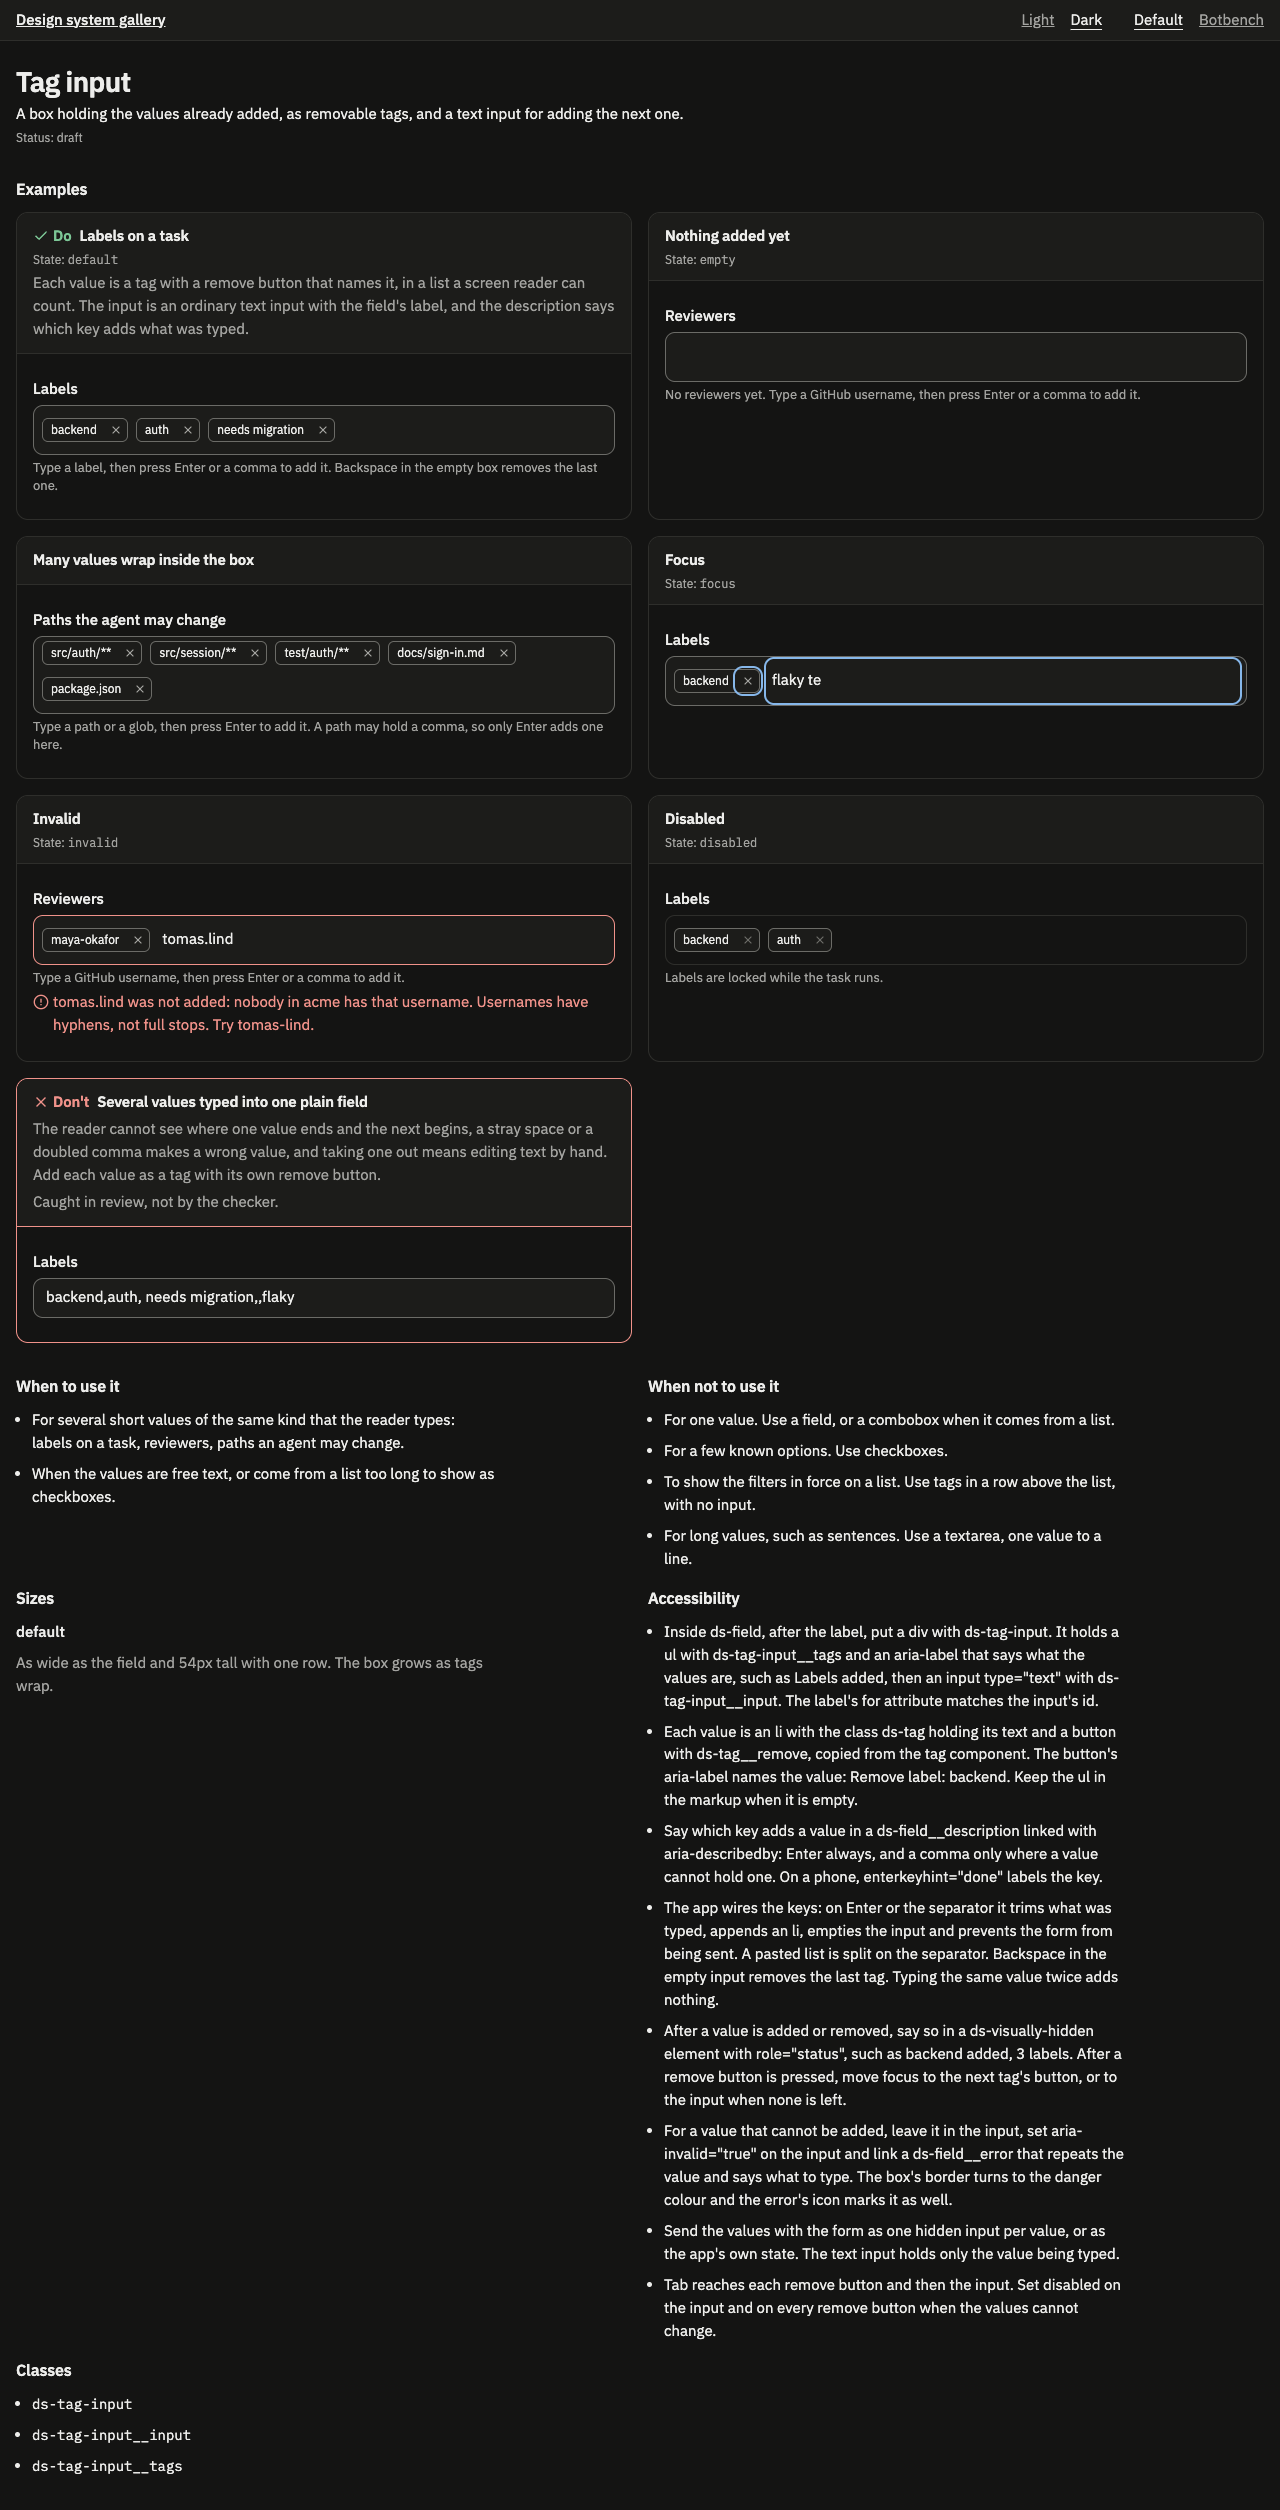 Design system gallery
Light Dark Default Botbench
Tag input
A box holding the values already added, as removable tags, and a text input for adding the next one.
Status: draft
Examples
Do Labels on a task
State: default
Each value is a tag with a remove button that names it, in a list a screen reader can
count. The input is an ordinary text input with the field's label, and the description says
which key adds what was typed.
Labels
backend
auth
needs migration
Type a label, then press Enter or a comma to add it. Backspace in the empty box removes the last
one.
Nothing added yet
State: empty
Reviewers
No reviewers yet. Type a GitHub username, then press Enter or a comma to add it.
Many values wrap inside the box
Paths the agent may change
src/auth/**
src/session/**
test/auth/**
docs/sign-in.md
package.json
Type a path or a glob, then press Enter to add it. A path may hold a comma, so only Enter adds one
here.
Focus
State: focus
Labels
backend
flaky te
Invalid
State: invalid
Reviewers
maya-okafor
tomas.lind
Type a GitHub username, then press Enter or a comma to add it.
tomas.lind was not added: nobody in acme has that username. Usernames have
hyphens, not full stops. Try tomas-lind.
Disabled
State: disabled
Labels
backend
auth
Labels are locked while the task runs.
Don't Several values typed into one plain field
The reader cannot see where one value ends and the next begins, a stray space or a
doubled comma makes a wrong value, and taking one out means editing text by hand.
Add each value as a tag with its own remove button.
Caught in review, not by the checker.
Labels
backend,auth, needs migration,,flaky
When to use it
• For several short values of the same kind that the reader types:
labels on a task, reviewers, paths an agent may change.
• When the values are free text, or come from a list too long to show as
checkboxes.
When not to use it
• For one value. Use a field, or a combobox when it comes from a list.
• For a few known options. Use checkboxes.
• To show the filters in force on a list. Use tags in a row above the list,
with no input.
• For long values, such as sentences. Use a textarea, one value to a
line.
Sizes
default
As wide as the field and 54px tall with one row. The box grows as tags
wrap.
Accessibility
• Inside ds-field, after the label, put a div with ds-tag-input. It holds a
ul with ds-tag-input__tags and an aria-label that says what the
values are, such as Labels added, then an input type="text" with ds-
tag-input__input. The label's for attribute matches the input's id.
• Each value is an li with the class ds-tag holding its text and a button
with ds-tag__remove, copied from the tag component. The button's
aria-label names the value: Remove label: backend. Keep the ul in
the markup when it is empty.
• Say which key adds a value in a ds-field__description linked with
aria-describedby: Enter always, and a comma only where a value
cannot hold one. On a phone, enterkeyhint="done" labels the key.
• The app wires the keys: on Enter or the separator it trims what was
typed, appends an li, empties the input and prevents the form from
being sent. A pasted list is split on the separator. Backspace in the
empty input removes the last tag. Typing the same value twice adds
nothing.
• After a value is added or removed, say so in a ds-visually-hidden
element with role="status", such as backend added, 3 labels. After a
remove button is pressed, move focus to the next tag's button, or to
the input when none is left.
• For a value that cannot be added, leave it in the input, set aria-
invalid="true" on the input and link a ds-field__error that repeats the
value and says what to type. The box's border turns to the danger
colour and the error's icon marks it as well.
• Send the values with the form as one hidden input per value, or as
the app's own state. The text input holds only the value being typed.
• Tab reaches each remove button and then the input. Set disabled on
the input and on every remove button when the values cannot
change.
Classes
• ds-tag-input
• ds-tag-input__input
• ds-tag-input__tags